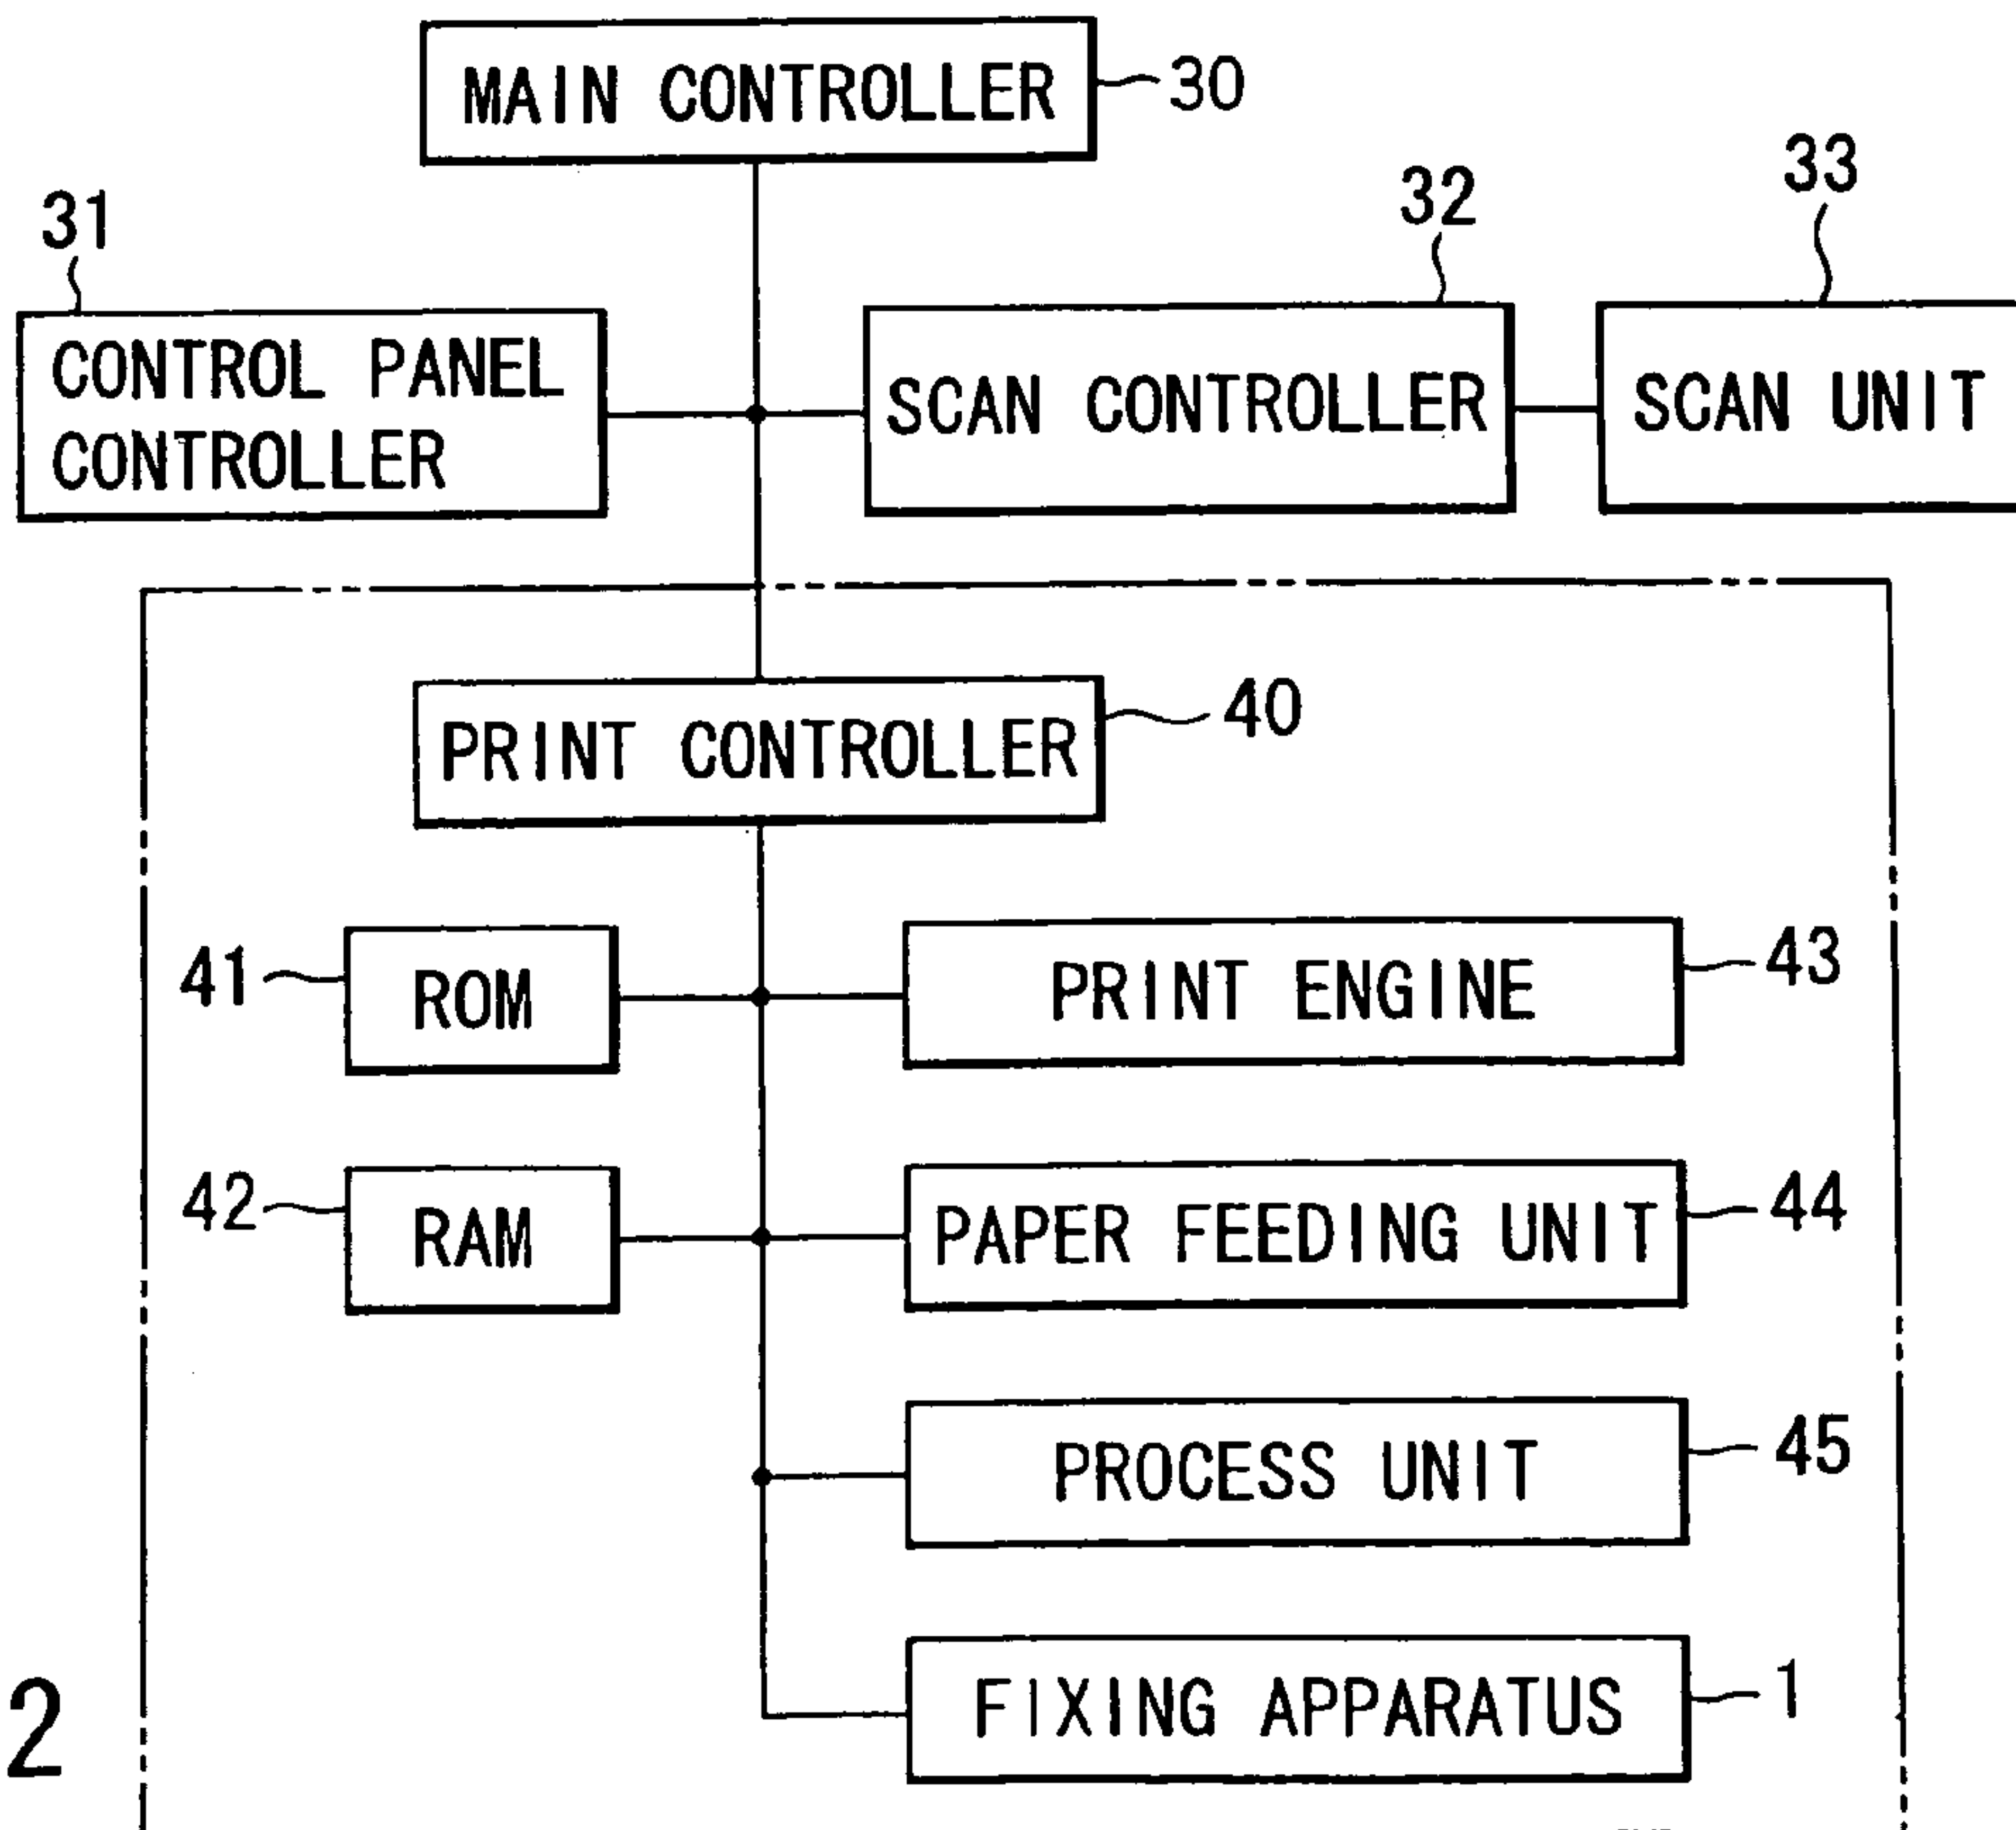 MAIN CONTROLLER
30
31
32
33
CONTROL PANEL
CONTROLLER
SCAN CONTROLLER
SCAN UNIT
PRINT CONTROLLER
40
41
ROM
PRINT ENGINE
43
42
RAM
PAPER FEEDING UNIT
44
PROCESS UNIT
45
FIXING APPARATUS
1
2